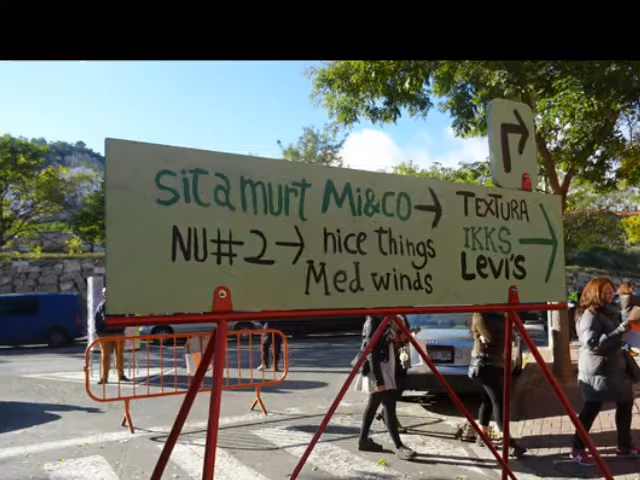 sita murt Mi&co → TEXTURA
NU#2 → nice things IKKS →
Med winds Levi's